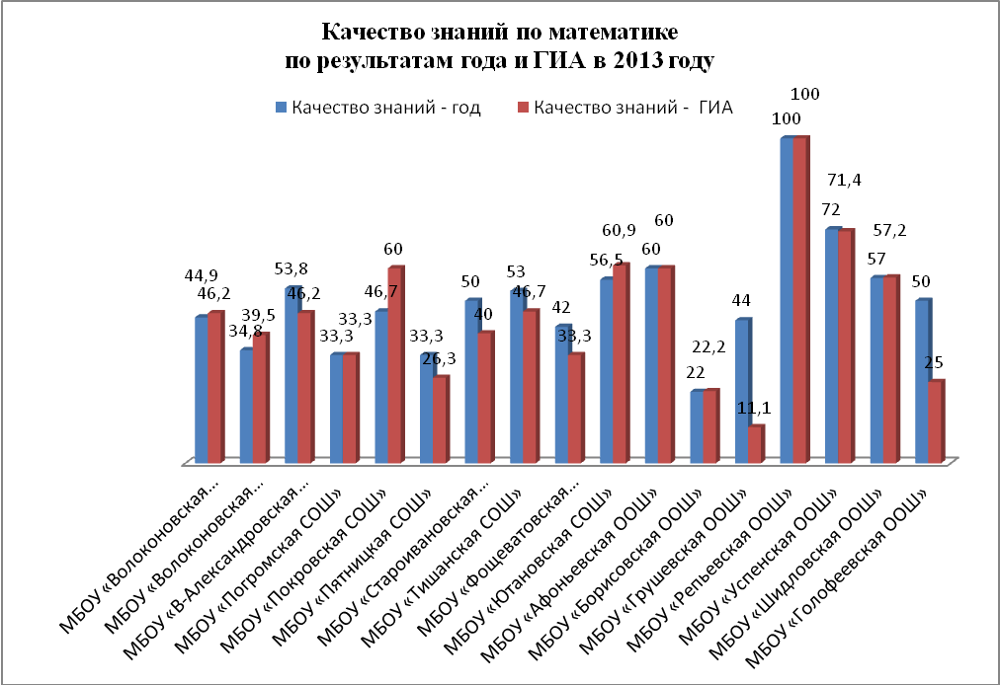 Качество знаний по математике
по результатам года и ГИА в 2013 году
Качество знаний - год
Качество знаний - ГИА
44,9
46,2
34,8
39,5
53,8
46,2
33,3
33,3
46,7
60
33,3
26,3
50
40
53
46,7
42
33,3
56,5
60,9
60
60
22
22,2
44
11,1
100
100
72
71,4
57
57,2
50
25
МБОУ «Волоконовская...
МБОУ «Волоконовская...
МБОУ «В-Александровская...
МБОУ «Погромская СОШ»
МБОУ «Покровская СОШ»
МБОУ «Пятницкая СОШ»
МБОУ «Староивановская...
МБОУ «Тишанская СОШ»
МБОУ «Фощеватовская...
МБОУ «Ютановская СОШ»
МБОУ «Афоньевская ООШ»
МБОУ «Борисовская ООШ»
МБОУ «Грушевская ООШ»
МБОУ «Репьевская ООШ»
МБОУ «Успенская ООШ»
МБОУ «Шидловская ООШ»
МБОУ «Голофеевская ООШ»